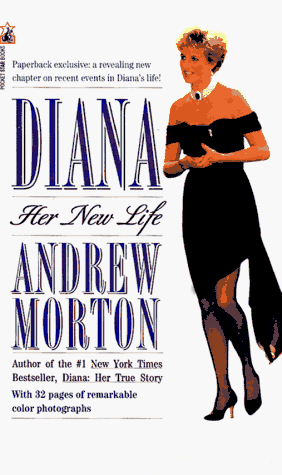 POCKET STAR BOOKS
Paperback exclusive: a revealing new
chapter on recent events in Diana's life!
DIANA
Her New Life
ANDREW
MORTON
Author of the #1 New York Times
Bestseller, Diana: Her True Story
With 32 pages of remarkable
color photographs